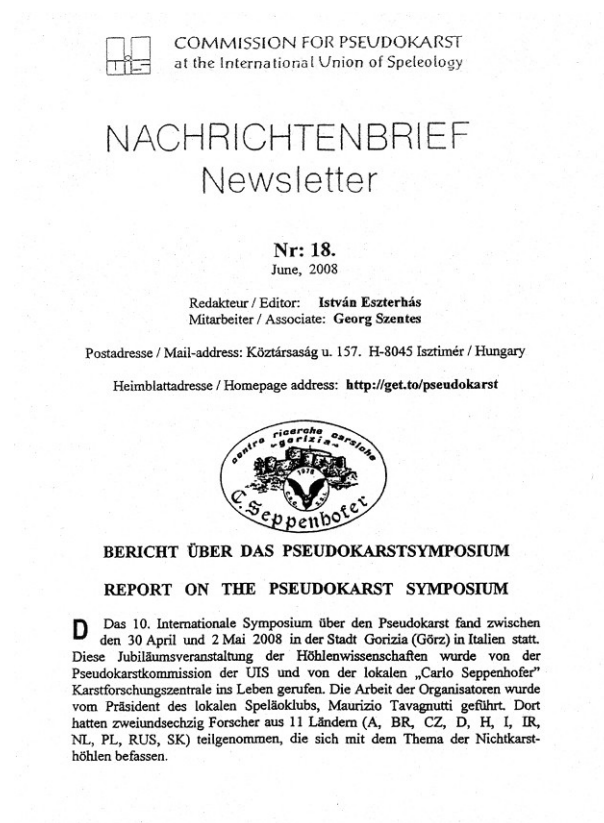 COMMISSION FOR PSEUDOKARST
UIS
at the International Union of Speleology
NACHRICHTENBRIEF
Newsletter
Nr: 18.
June, 2008
Redakteur / Editor: István Eszterhás
Mitarbeiter / Associate: Georg Szentes
Postadresse / Mail-address: Köztársaság u. 157. H-8045 Isztimér / Hungary
Heimblattadresse / Homepage address: http://get.to/pseudokarst
centro ricerche carsiche
-gorizia-
1978
C. Seppenhofer
BERICHT ÜBER DAS PSEUDOKARSTSYMPOSIUM
REPORT ON THE PSEUDOKARST SYMPOSIUM
D Das 10. Internationale Symposium über den Pseudokarst fand zwischen
den 30 April und 2 Mai 2008 in der Stadt Gorizia (Görz) in Italien statt.
Diese Jubiläumsveranstaltung der Höhlenwissenschaften wurde von der
Pseudokarstkommission der UIS und von der lokalen „Carlo Seppenhofer”
Karstforschungszentrale ins Leben gerufen. Die Arbeit der Organisatoren wurde
vom Präsident des lokalen Speläoklubs, Maurizio Tavagnutti geführt. Dort
hatten zweiundsechzig Forscher aus 11 Ländern (A, BR, CZ, D, H, I, IR,
NL, PL, RUS, SK) teilgenommen, die sich mit dem Thema der Nichtkarst-
höhlen befassen.